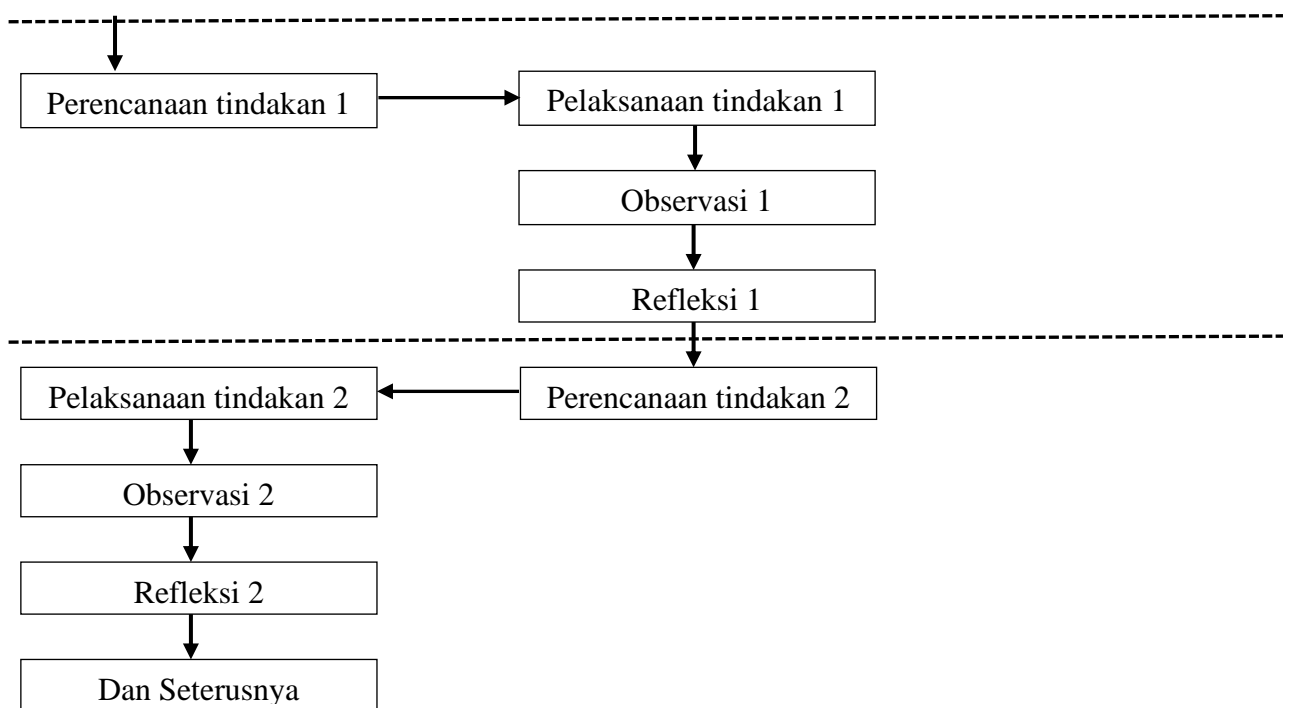 Perencanaan tindakan 1
Pelaksanaan tindakan 1
Observasi 1
Refleksi 1
Perencanaan tindakan 2
Pelaksanaan tindakan 2
Observasi 2
Refleksi 2
Dan Seterusnya